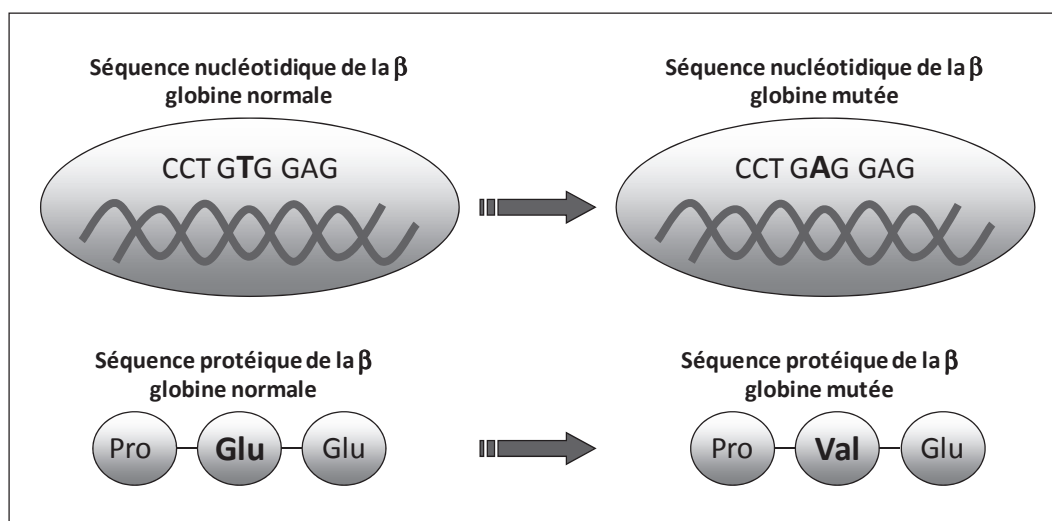 Séquence nucléotidique de la β
globine normale
CCT GTG GAG
Séquence nucléotidique de la β
globine mutée
CCT GAG GAG
Séquence protéique de la β
globine normale
Pro Glu Glu
Séquence protéique de la β
globine mutée
Pro Val Glu